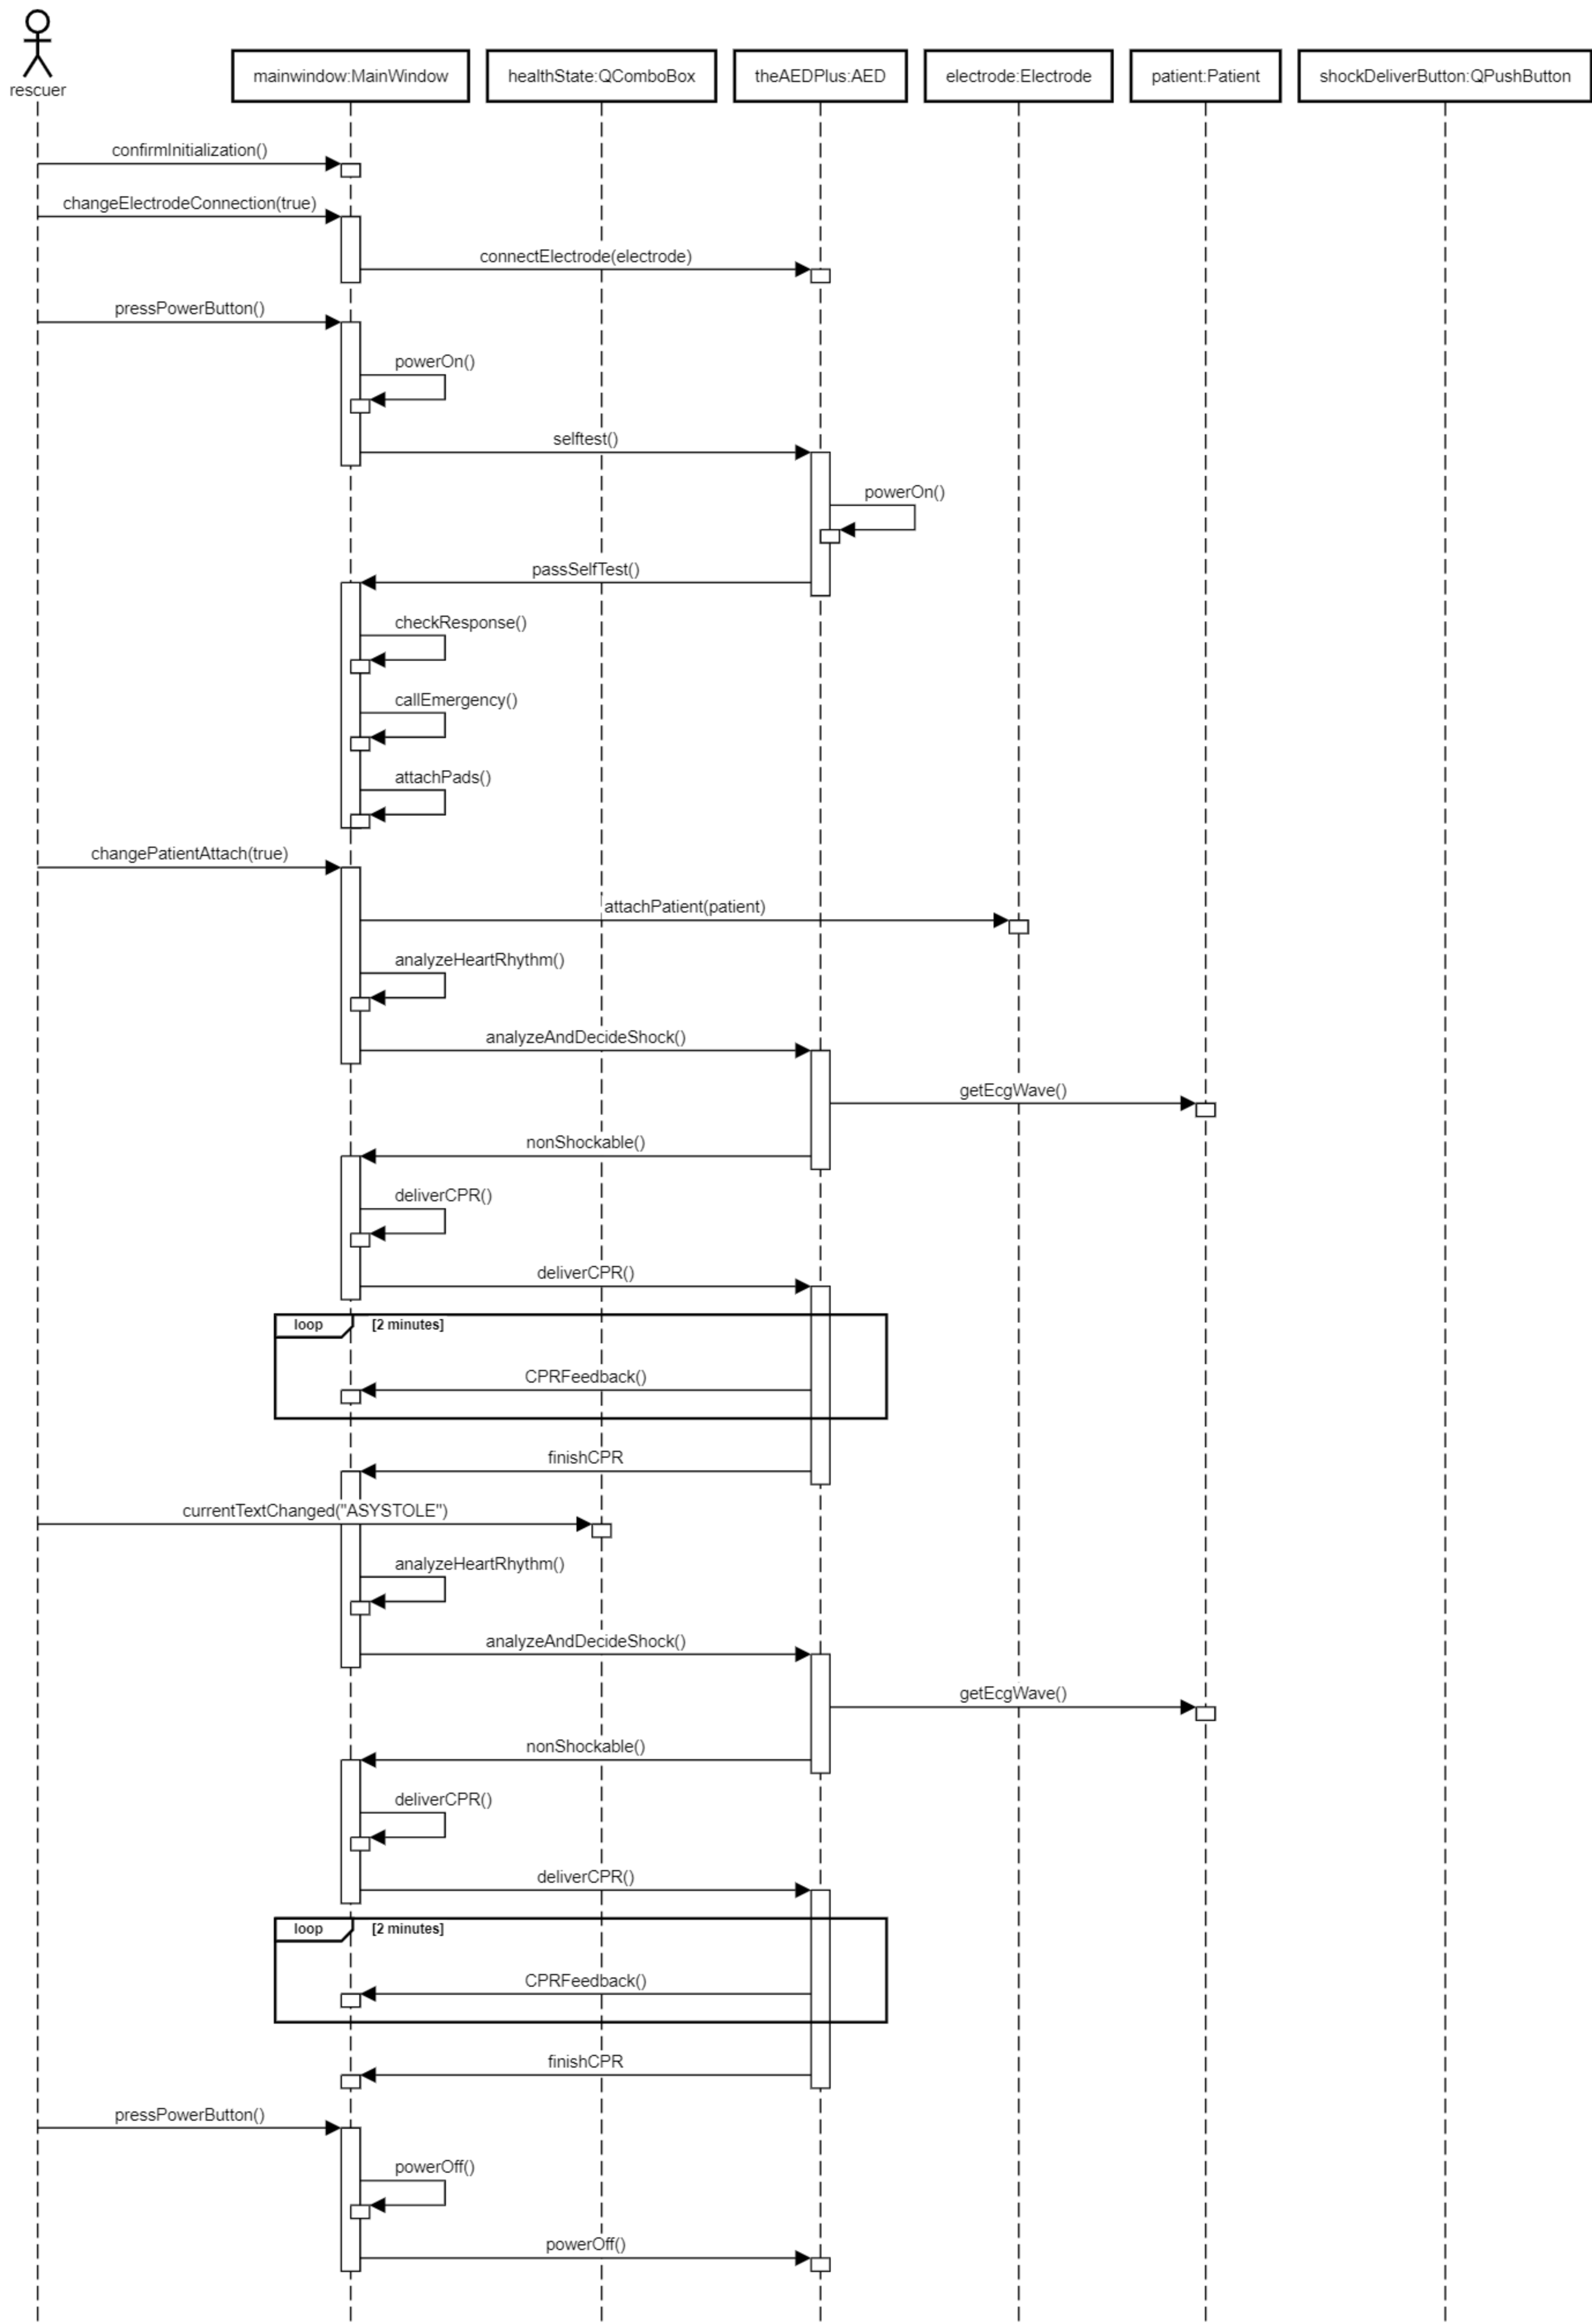 rescuer
mainwindow:MainWindow
healthState:QComboBox
theAEDPlus:AED
electrode:Electrode
patient:Patient
shockDeliverButton:QPushButton
confirmInitialization()
changeElectrodeConnection(true)
connectElectrode(electrode)
pressPowerButton()
powerOn()
selftest()
powerOn()
passSelfTest()
checkResponse()
callEmergency()
attachPads()
changePatientAttach(true)
attachPatient(patient)
analyzeHeartRhythm()
analyzeAndDecideShock()
getEcgWave()
nonShockable()
deliverCPR()
deliverCPR()
loop [2 minutes]
CPRFeedback()
finishCPR
currentTextChanged("ASYSTOLE")
analyzeHeartRhythm()
analyzeAndDecideShock()
getEcgWave()
nonShockable()
deliverCPR()
deliverCPR()
loop [2 minutes]
CPRFeedback()
finishCPR
pressPowerButton()
powerOff()
powerOff()